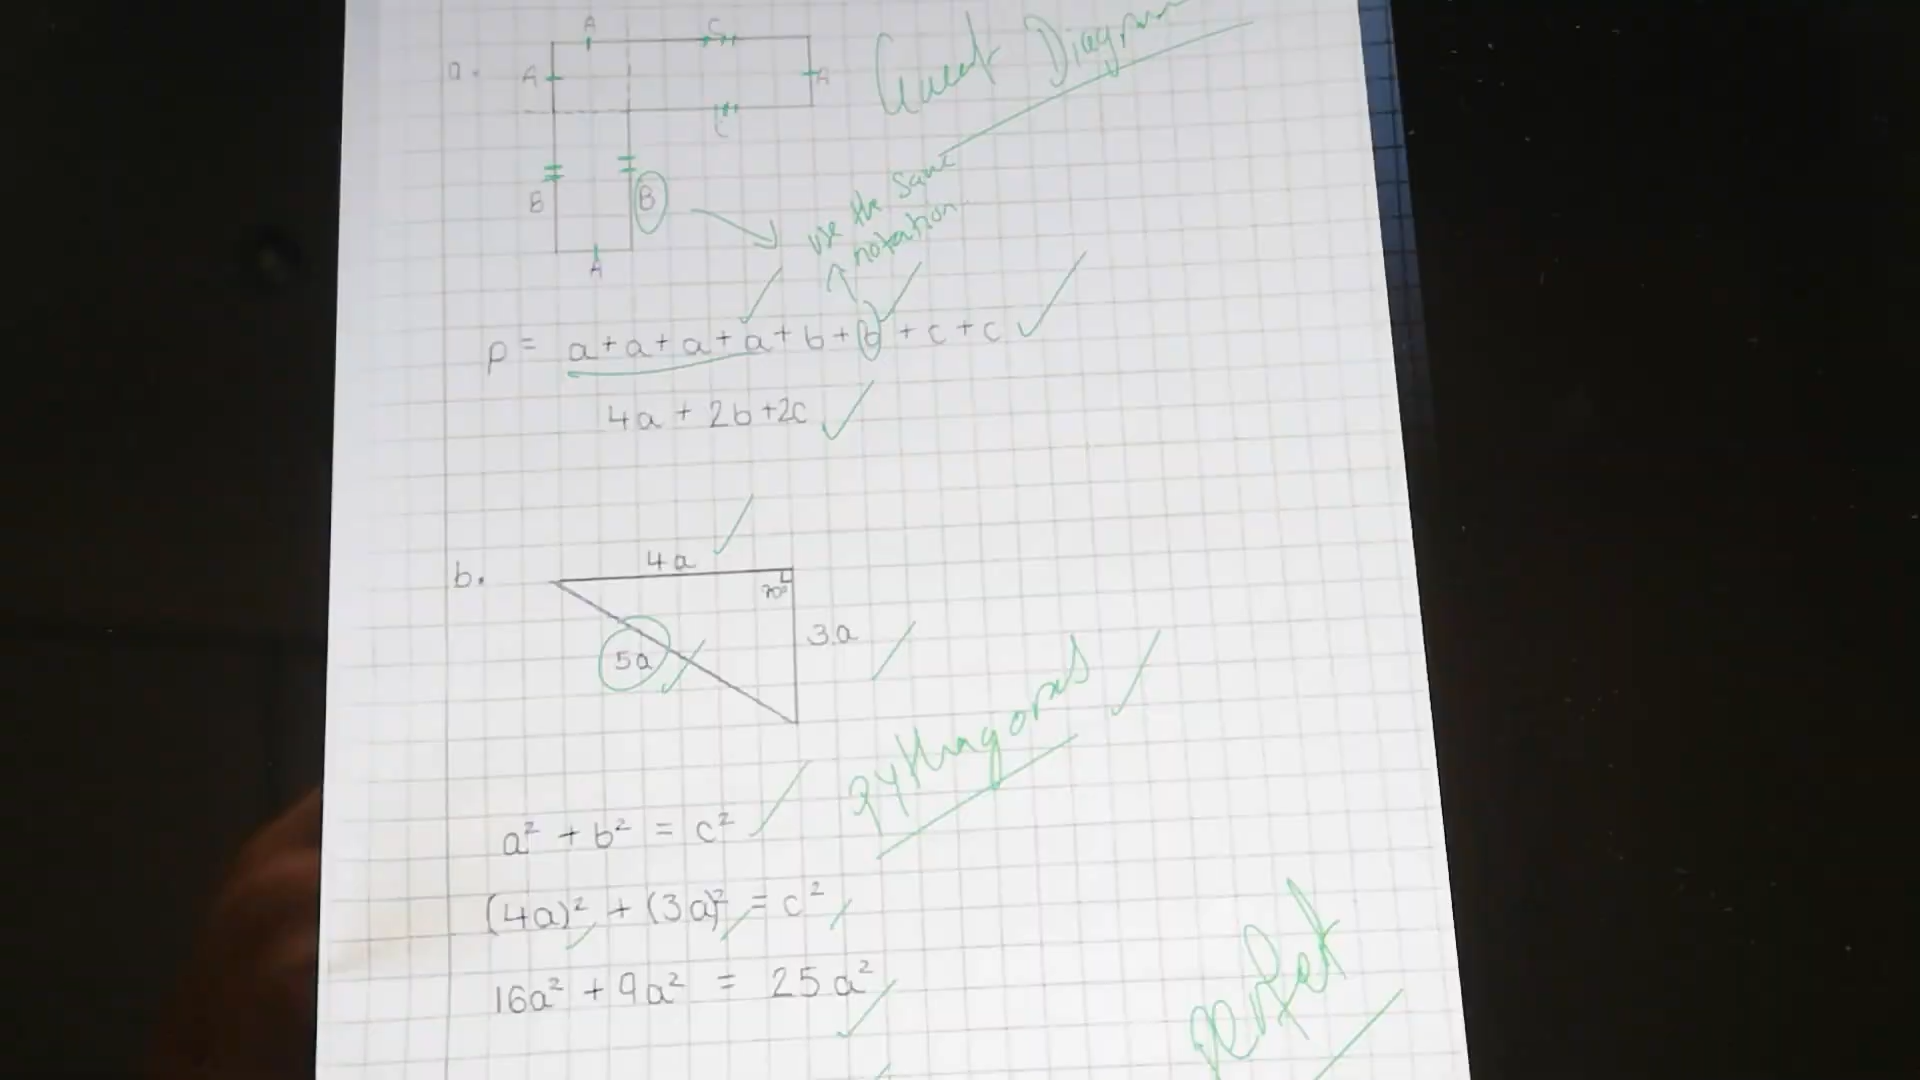 a.
A
C
A
A
C
B
B
A
Great Diagram
use the same
notation
P = a+a+a+a+b+b+c+c
4a + 2b+2c
b.
4a
90°
3a
5a
pythagoras
a² + b² = c²
(4a)² + (3a)² = c²
16a² + 9a² = 25a²
perfect